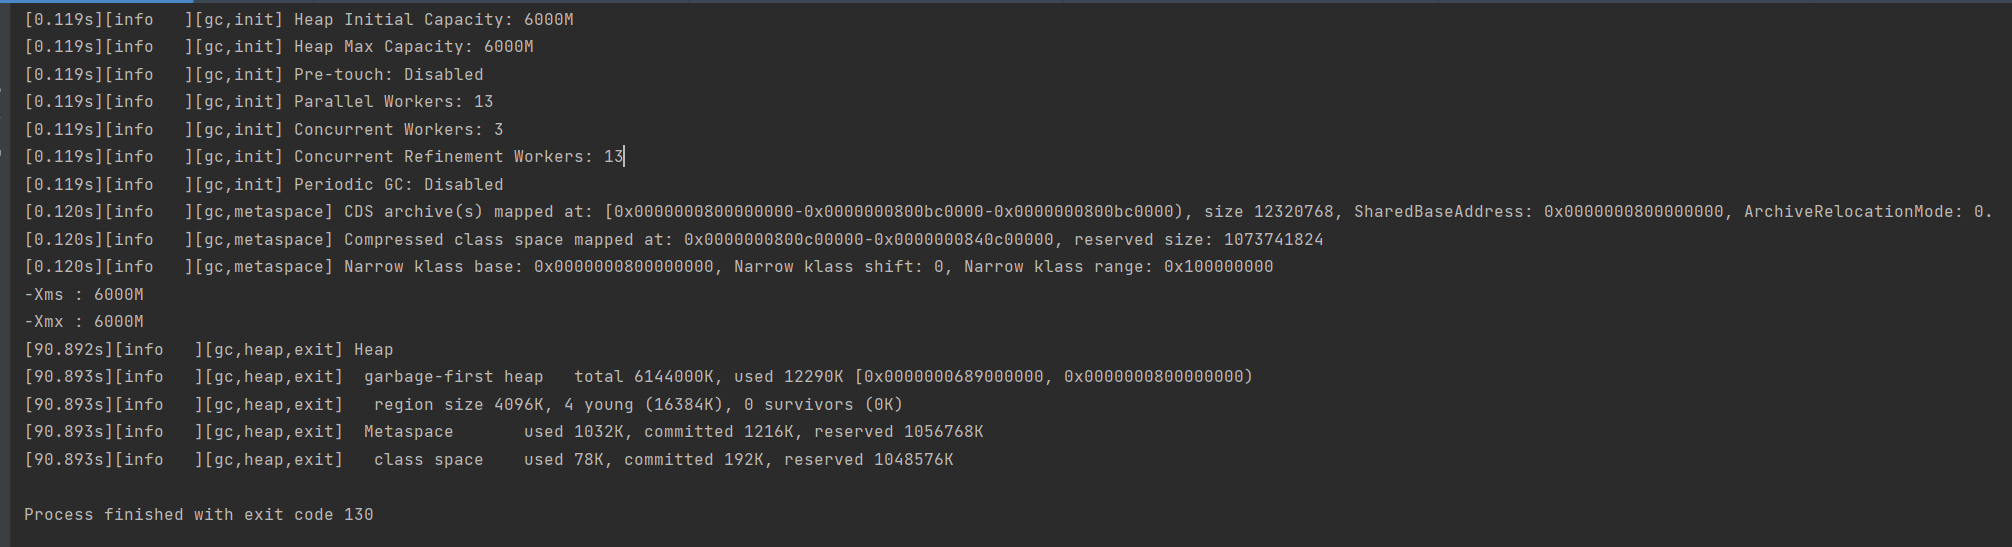 [0.119s][info   ][gc,init] Heap Initial Capacity: 6000M
[0.119s][info   ][gc,init] Heap Max Capacity: 6000M
[0.119s][info   ][gc,init] Pre-touch: Disabled
[0.119s][info   ][gc,init] Parallel Workers: 13
[0.119s][info   ][gc,init] Concurrent Workers: 3
[0.119s][info   ][gc,init] Concurrent Refinement Workers: 13
[0.119s][info   ][gc,init] Periodic GC: Disabled
[0.120s][info   ][gc,metaspace] CDS archive(s) mapped at: [0x0000000800000000-0x0000000800bc0000-0x0000000800bc0000), size 12320768, SharedBaseAddress: 0x0000000800000000, ArchiveRelocationMode: 0.
[0.120s][info   ][gc,metaspace] Compressed class space mapped at: 0x0000000800c00000-0x0000000840c00000, reserved size: 1073741824
[0.120s][info   ][gc,metaspace] Narrow klass base: 0x0000000800000000, Narrow klass shift: 0, Narrow klass range: 0x100000000
-Xms : 6000M
-Xmx : 6000M
[90.892s][info   ][gc,heap,exit] Heap
[90.893s][info   ][gc,heap,exit]  garbage-first heap   total 6144000K, used 12290K [0x0000000689000000, 0x0000000800000000)
[90.893s][info   ][gc,heap,exit]   region size 4096K, 4 young (16384K), 0 survivors (0K)
[90.893s][info   ][gc,heap,exit]  Metaspace       used 1032K, committed 1216K, reserved 1056768K
[90.893s][info   ][gc,heap,exit]   class space    used 78K, committed 192K, reserved 1048576K
Process finished with exit code 130